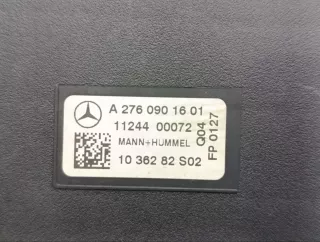 A 276 090 16 01
11244 00072
MANN+HUMMEL
10 362 82 S02
Q04
FP 0127